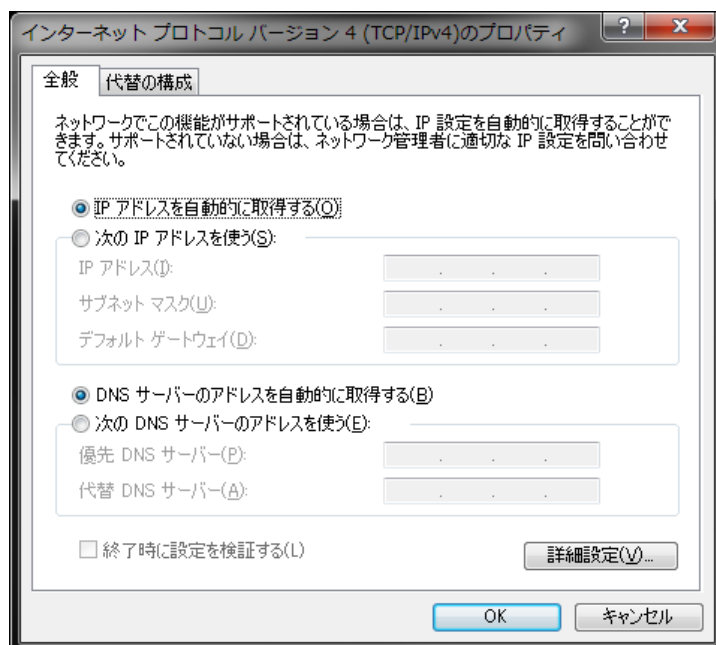 インターネット プロトコル バージョン 4 (TCP/IPv4)のプロパティ
全般
代替の構成
ネットワークでこの機能がサポートされている場合は、IP 設定を自動的に取得することがで
きます。サポートされていない場合は、ネットワーク管理者に適切な IP 設定を問い合わせ
てください。
IP アドレスを自動的に取得する(O)
次の IP アドレスを使う(S):
IP アドレス(I):
サブネット マスク(U):
デフォルト ゲートウェイ(D):
DNS サーバーのアドレスを自動的に取得する(B)
次の DNS サーバーのアドレスを使う(E):
優先 DNS サーバー(P):
代替 DNS サーバー(A):
終了時に設定を検証する(L)
詳細設定(V)...
OK
キャンセル